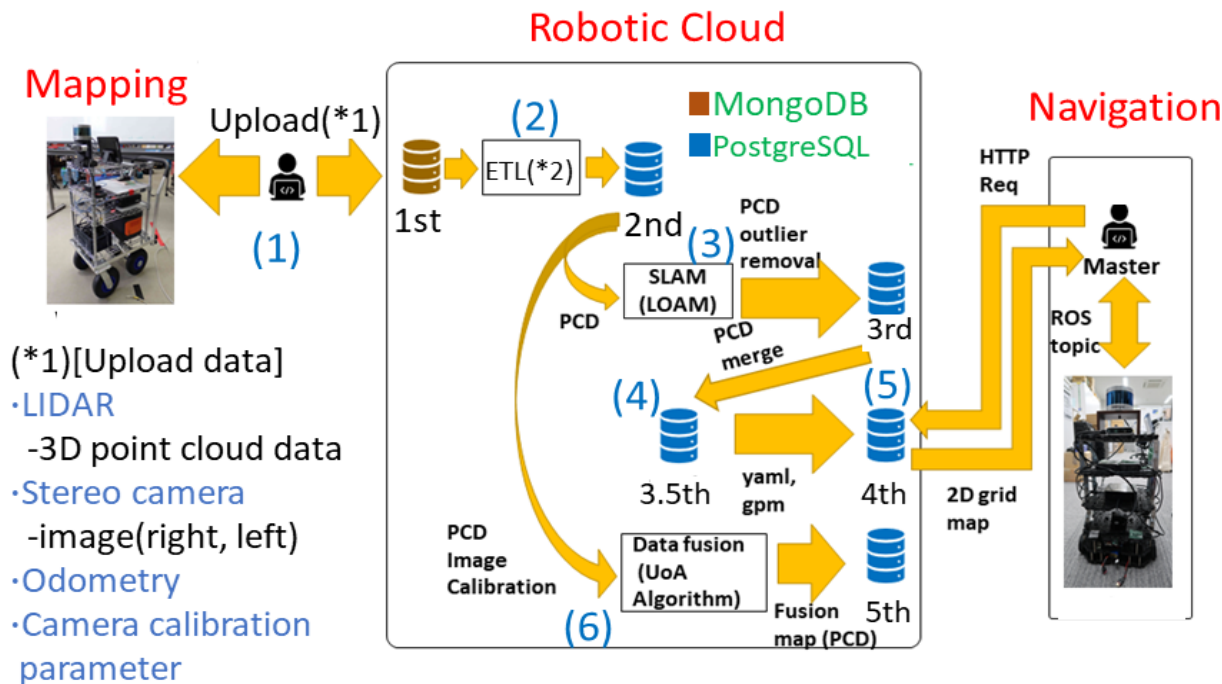 Robotic Cloud
Mapping
Navigation
Upload(*1)
(1)
1st
(2)
ETL(*2)
2nd
MongoDB
PostgreSQL
(3)
SLAM
(LOAM)
PCD
PCD
outlier
removal
3rd
PCD
merge
(4)
3.5th
yaml,
gpm
(5)
4th
HTTP
Req
Master
ROS
topic
2D grid
map
PCD
Image
Calibration
(6)
Data fusion
(UoA
Algorithm)
Fusion
map (PCD)
5th
(*1)[Upload data]
·LIDAR
-3D point cloud data
·Stereo camera
-image(right, left)
·Odometry
·Camera calibration
parameter